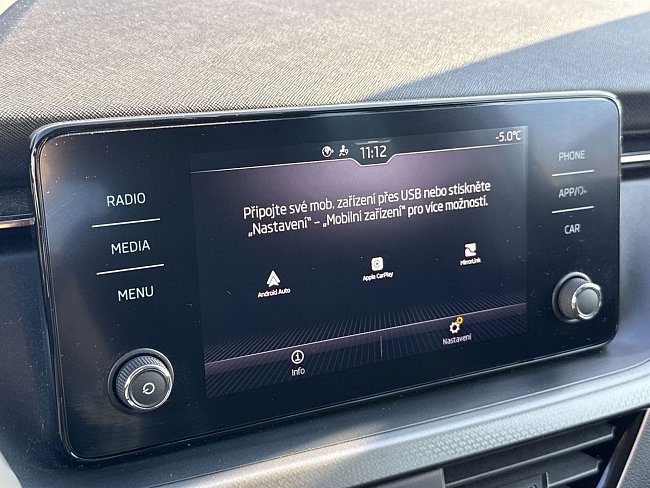 11:12
-5.0°C
RADIO
MEDIA
MENU
Připojte své mob. zařízení přes USB nebo stiskněte
„Nastavení“ – „Mobilní zařízení“ pro více možností.
Android Auto
Apple CarPlay
MirrorLink
Info
Nastavení
PHONE
APP/
CAR